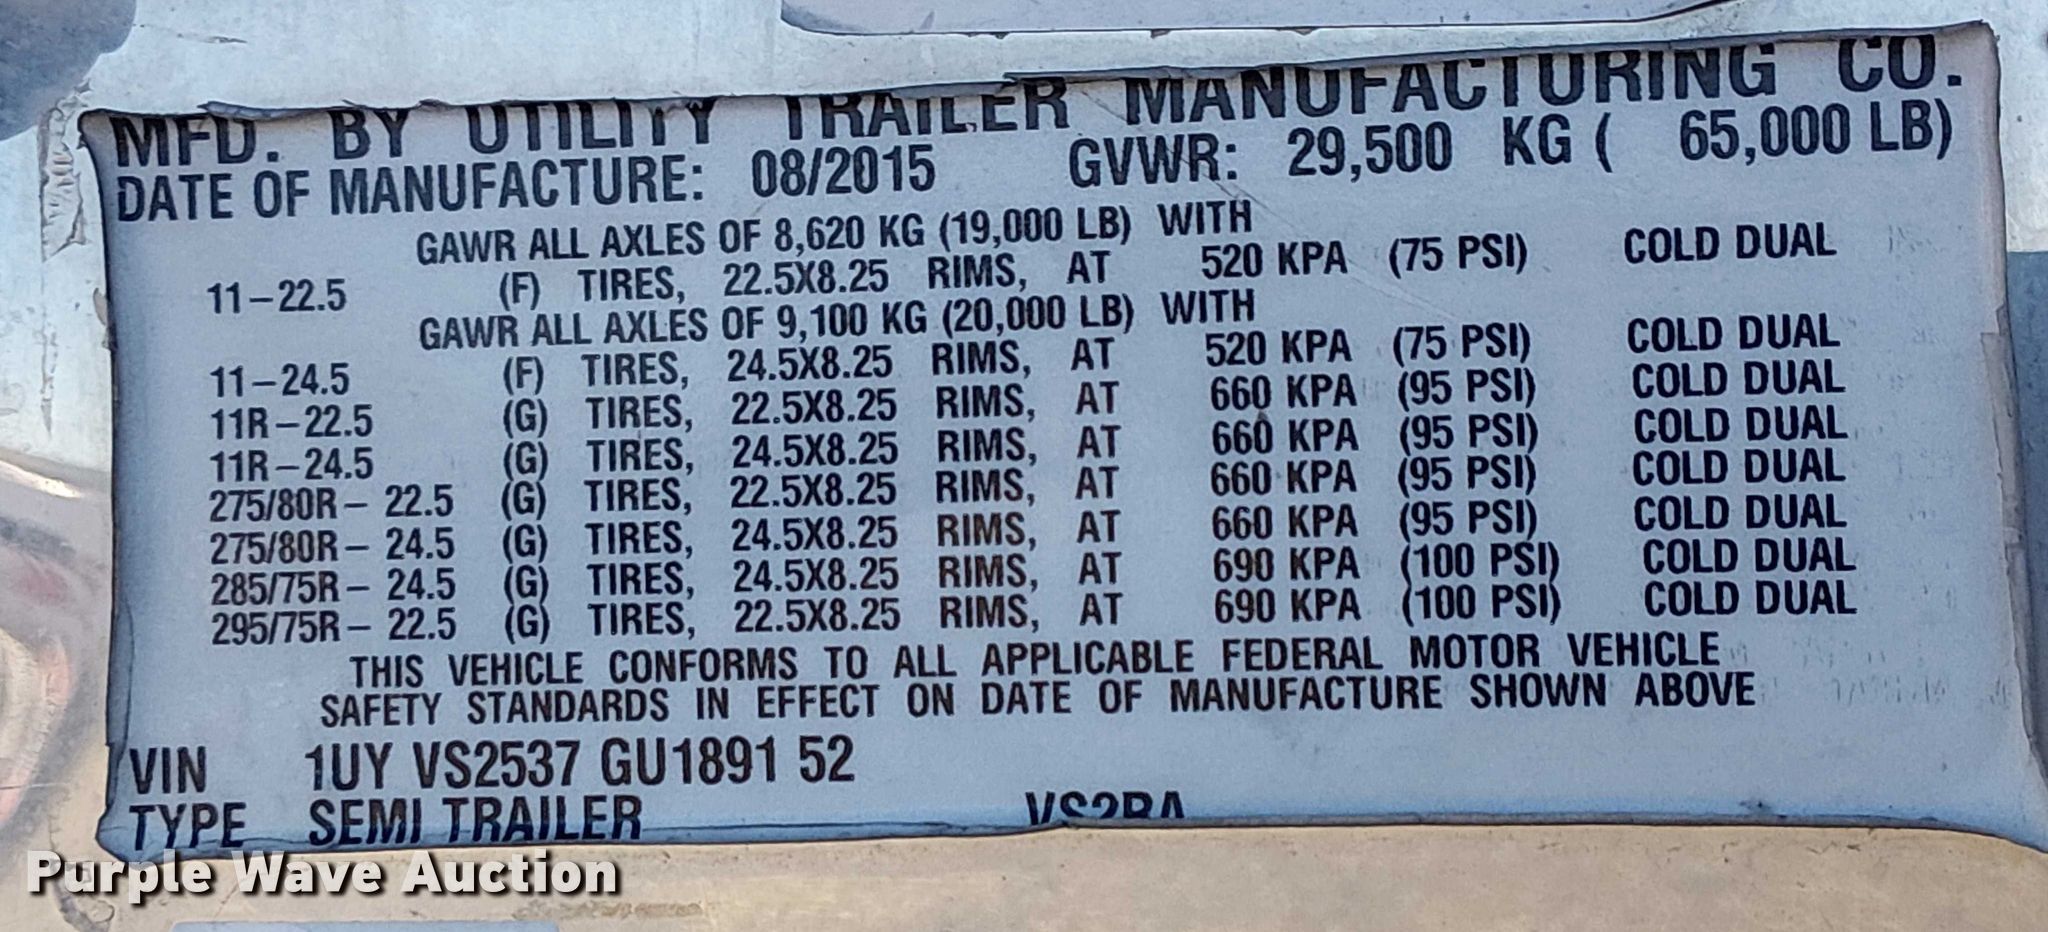 MFD. BY UTILITY TRAILER MANUFACTURING CO.
DATE OF MANUFACTURE: 08/2015 GVWR: 29,500 KG ( 65,000 LB)
GAWR ALL AXLES OF 8,620 KG (19,000 LB) WITH
11-22.5 (F) TIRES, 22.5X8.25 RIMS, AT 520 KPA (75 PSI) COLD DUAL
GAWR ALL AXLES OF 9,100 KG (20,000 LB) WITH
11-24.5 (F) TIRES, 24.5X8.25 RIMS, AT 520 KPA (75 PSI) COLD DUAL
11R-22.5 (G) TIRES, 22.5X8.25 RIMS, AT 660 KPA (95 PSI) COLD DUAL
11R-24.5 (G) TIRES, 24.5X8.25 RIMS, AT 660 KPA (95 PSI) COLD DUAL
275/80R- 22.5 (G) TIRES, 22.5X8.25 RIMS, AT 660 KPA (95 PSI) COLD DUAL
275/80R- 24.5 (G) TIRES, 24.5X8.25 RIMS, AT 660 KPA (95 PSI) COLD DUAL
285/75R- 24.5 (G) TIRES, 24.5X8.25 RIMS, AT 690 KPA (100 PSI) COLD DUAL
295/75R- 22.5 (G) TIRES, 22.5X8.25 RIMS, AT 690 KPA (100 PSI) COLD DUAL
THIS VEHICLE CONFORMS TO ALL APPLICABLE FEDERAL MOTOR VEHICLE
SAFETY STANDARDS IN EFFECT ON DATE OF MANUFACTURE SHOWN ABOVE
VIN 1UY VS2537 GU1891 52
TYPE SEMI TRAILER VS2RA
Purple Wave Auction